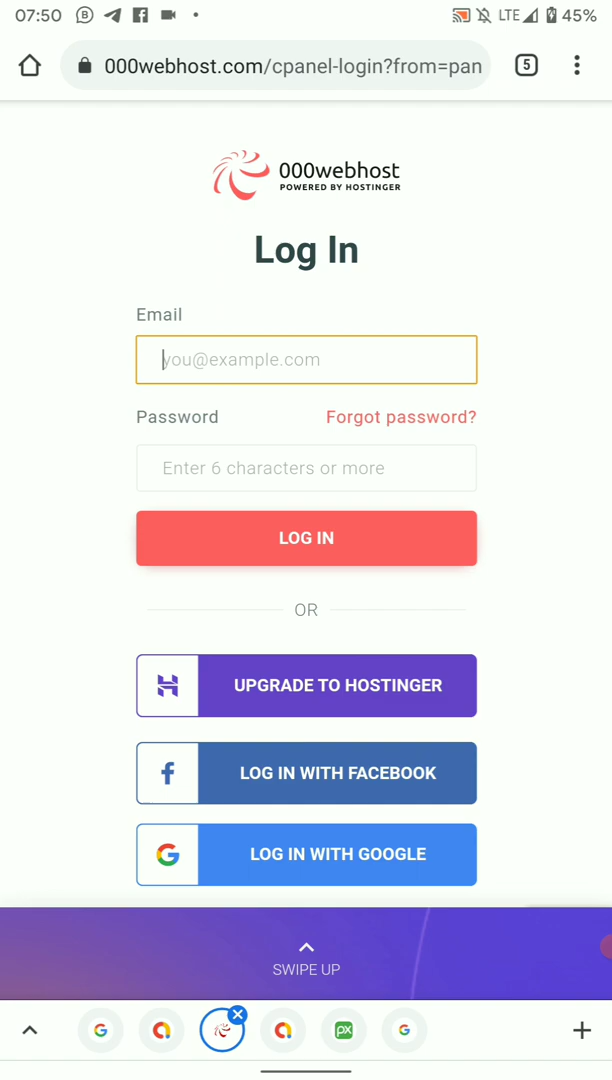 07:50 LTE 45%
000webhost.com/cpanel-login?from=pan 5
000webhost
POWERED BY HOSTINGER
Log In
Email
you@example.com
Password Forgot password?
Enter 6 characters or more
LOG IN
OR
UPGRADE TO HOSTINGER
LOG IN WITH FACEBOOK
LOG IN WITH GOOGLE
SWIPE UP
px